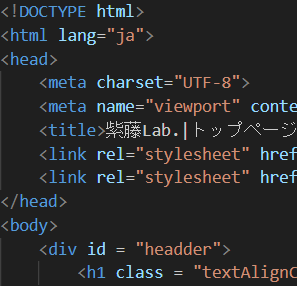 <!DOCTYPE html>
<html lang="ja">
<head>
<meta charset="UTF-8">
<meta name="viewport" conte
<title>紫藤Lab.|トップページ
<link rel="stylesheet" href
<link rel="stylesheet" href
</head>
<body>
<div id = "headder">
<h1 class = "textAlignC